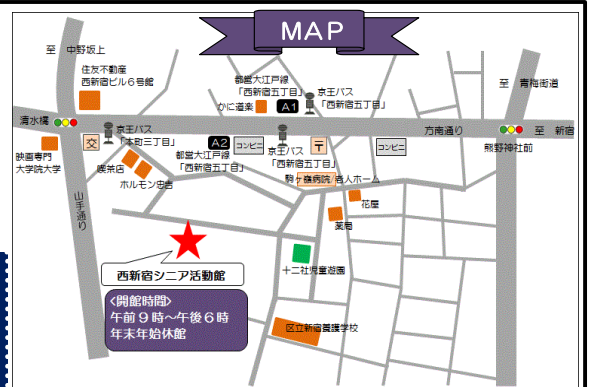 MAP
至 中野坂上
住友不動産
西新宿ビル6号館
都営大江戸線
「西新宿五丁目」
かに道楽
A1
京王バス
「西新宿五丁目」
至 青梅街道
清水橋
京王バス
「本町三丁目」
方南通り
至 新宿
交
A2
コンビニ
〒
コンビニ
熊野神社前
映画専門
大学院大学
喫茶店
都営大江戸線
「西新宿五丁目」
京王バス
「西新宿五丁目」
ホルモン忠吉
駒ヶ嶺病院/老人ホーム
花屋
薬局
山手通り
西新宿シニア活動館
十二社児童遊園
<開館時間>
午前9時～午後6時
年末年始休館
区立新宿養護学校